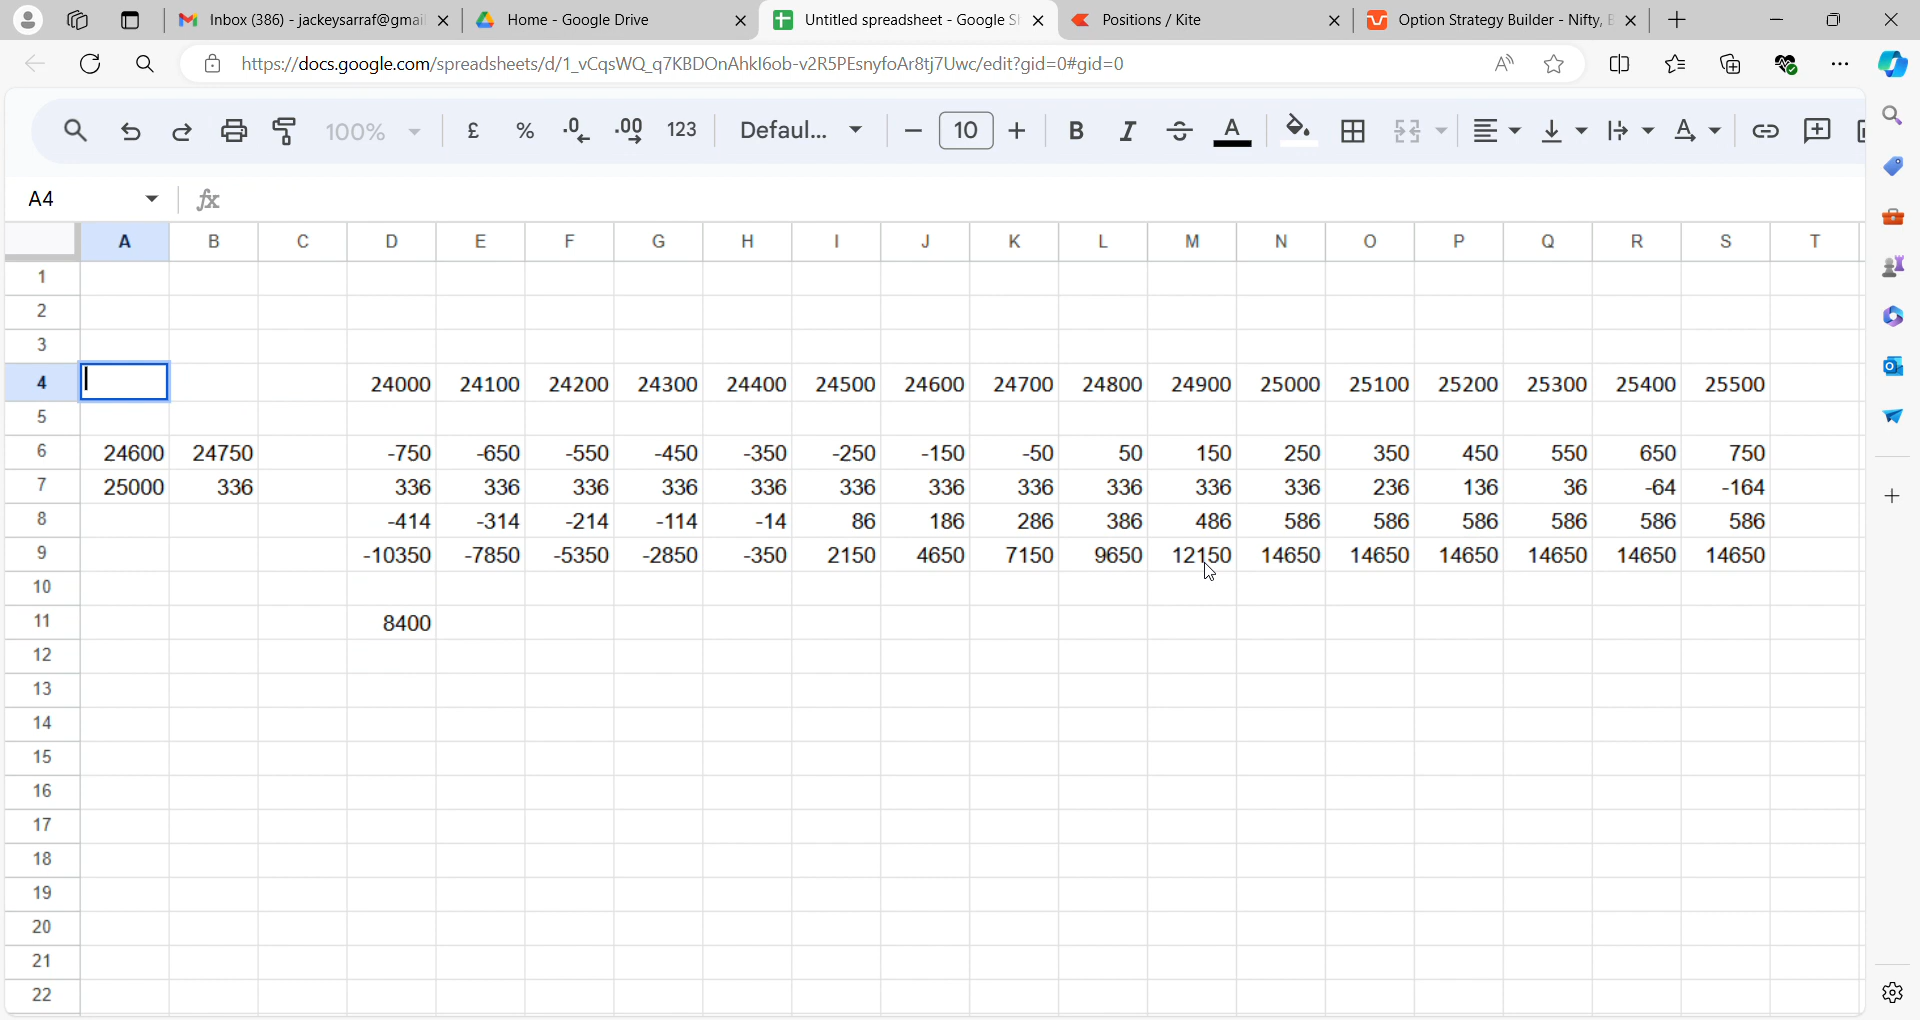 Inbox (386) - jackeysarraf@gmai
Home - Google Drive
Untitled spreadsheet - Google S
Positions / Kite
Option Strategy Builder - Nifty, B
https://docs.google.com/spreadsheets/d/1_vCqsWQ_q7KBDOnAhkl6ob-v2R5PEsnyfoAr8tj7Uwc/edit?gid=0#gid=0
100% £ % .0 .00 123 Defaul... 10 B I S A
A4 fx
A B C D E F G H I J K L M N O P Q R S T
1
2
3
4 24000 24100 24200 24300 24400 24500 24600 24700 24800 24900 25000 25100 25200 25300 25400 25500
5
6 24600 24750 -750 -650 -550 -450 -350 -250 -150 -50 50 150 250 350 450 550 650 750
7 25000 336 336 336 336 336 336 336 336 336 336 336 336 236 136 36 -64 -164
8 -414 -314 -214 -114 -14 86 186 286 386 486 586 586 586 586 586 586
9 -10350 -7850 -5350 -2850 -350 2150 4650 7150 9650 12150 14650 14650 14650 14650 14650 14650
10
11 8400
12
13
14
15
16
17
18
19
20
21
22